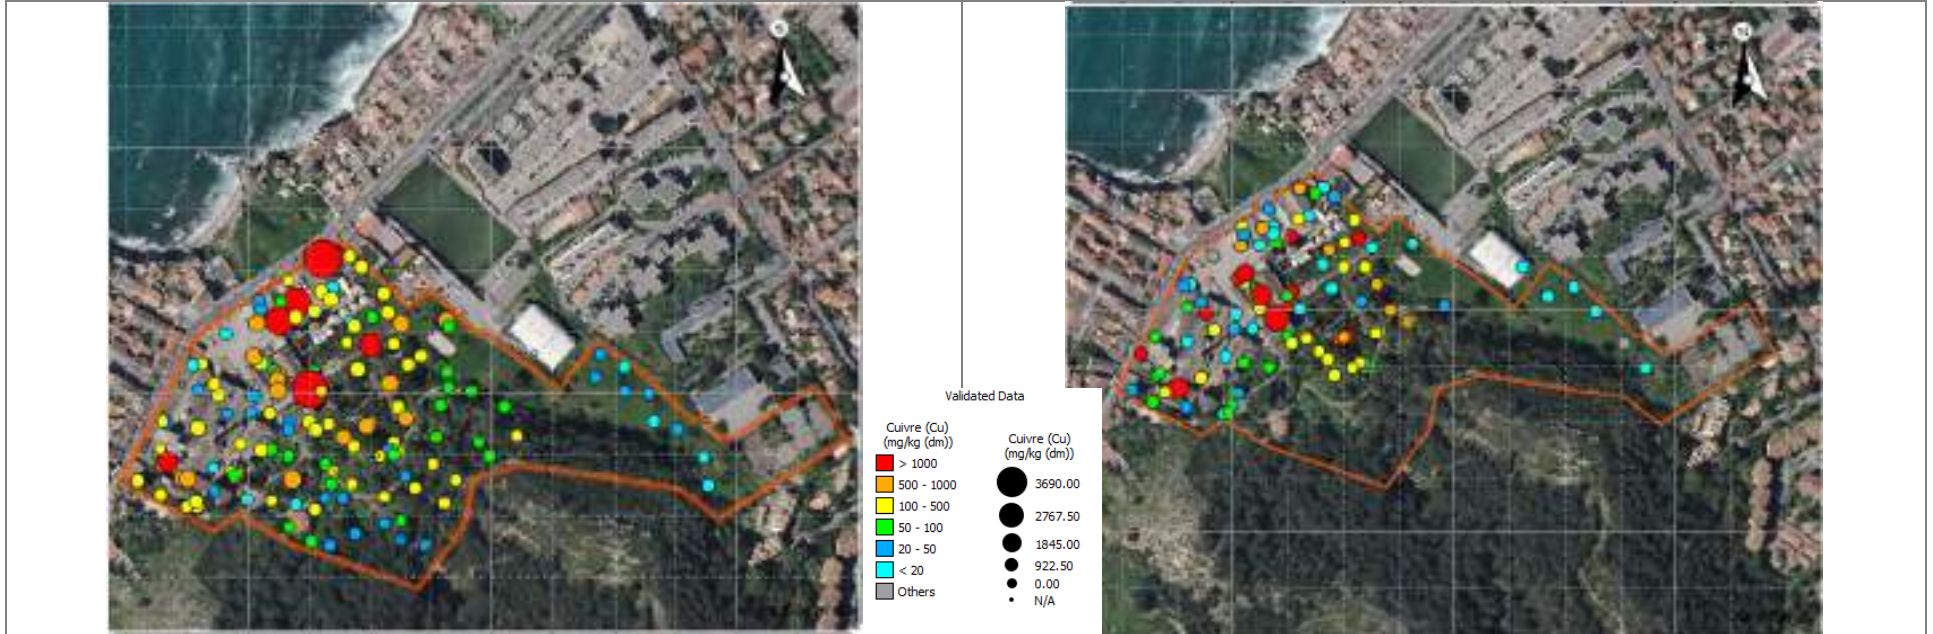 Validated Data
Cuivre (Cu)
(mg/kg (dm))
> 1000
500 - 1000
100 - 500
50 - 100
20 - 50
< 20
Others
Cuivre (Cu)
(mg/kg (dm))
3690.00
2767.50
1845.00
922.50
0.00
N/A